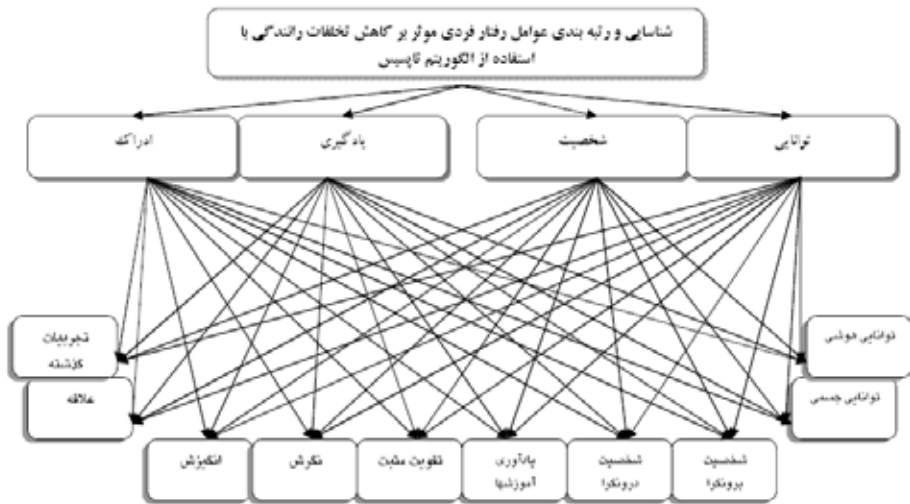 شناسایی و رتبه بندی عوامل رفتار فردی موثر بر کاهش تخلفات رانندگی با
استفاده از الگوریتم تاپسیس
توانایی
شخصیت
یادگیری
ادراک
توانایی هوشی
توانایی جسمی
شخصیت
برونگرا
شخصیت
درونگرا
یادآوری
آموزشها
تقویت مثبت
نگرش
انگیزش
تجربیات
گذشته
علاقه